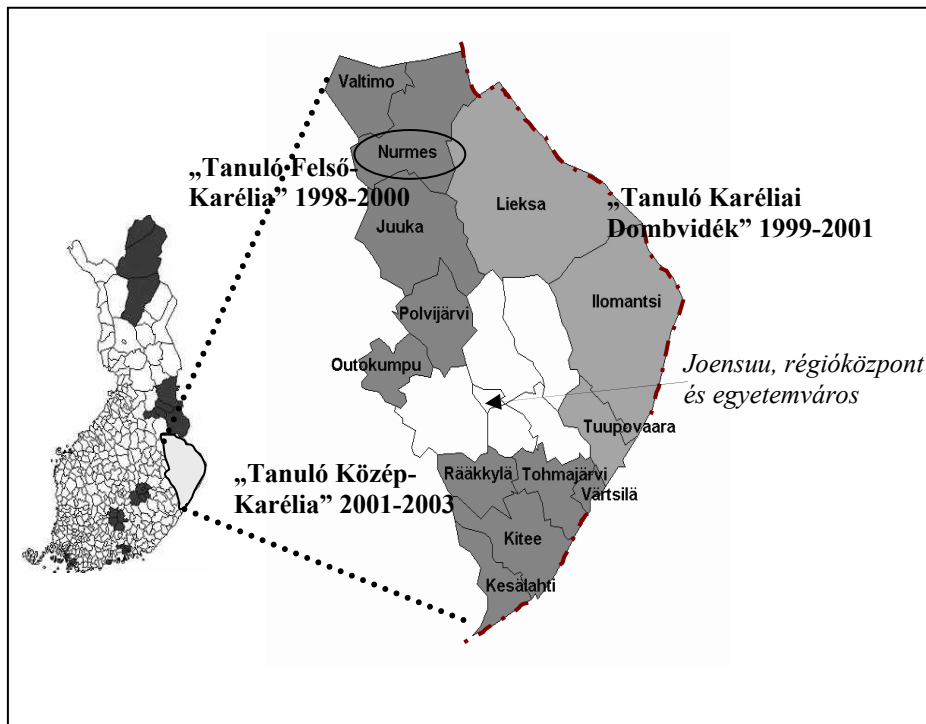 Valtimo
Nurmes
„Tanuló Felső-
Karélia” 1998-2000
Lieksa
„Tanuló Karéliai
Dombvidék” 1999-2001
Juuka
Ilomantsi
Polvijärvi
Outokumpu
Joensuu, régióközpont
és egyetemváros
Tuupovaara
„Tanuló Közép-
Karélia” 2001-2003
Rääkkylä
Tohmajärvi
Värtsilä
Kitee
Kesälahti